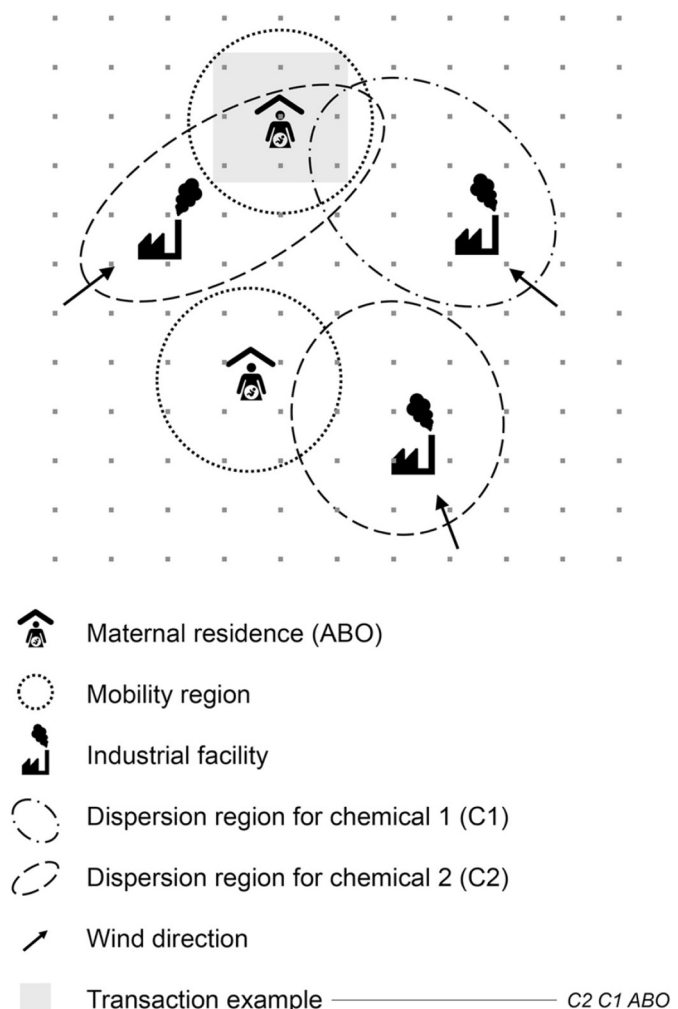 Maternal residence (ABO)
Mobility region
Industrial facility
Dispersion region for chemical 1 (C1)
Dispersion region for chemical 2 (C2)
Wind direction
Transaction example C2 C1 ABO